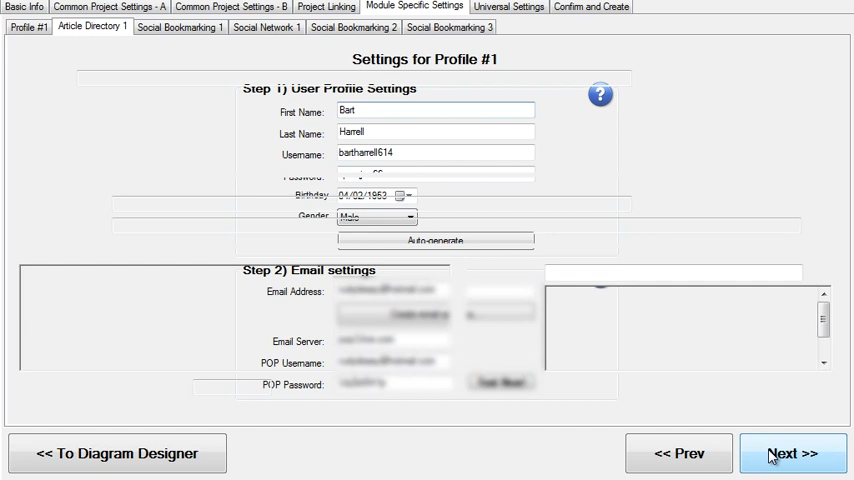 Basic Info Common Project Settings - A Common Project Settings - B Project Linking Module Specific Settings Universal Settings Confirm and Create
Profile #1 Article Directory 1 Social Bookmarking 1 Social Network 1 Social Bookmarking 2 Social Bookmarking 3
Settings for Profile #1
Step 1) User Profile Settings
?
First Name: Bart
Last Name: Harrell
Username: bartharrell614
Birthday 04/02/1953
Gender Male
Auto-generate
Step 2) Email settings
Email Address:
Email Server:
POP Username:
POP Password:
<< To Diagram Designer << Prev Next >>